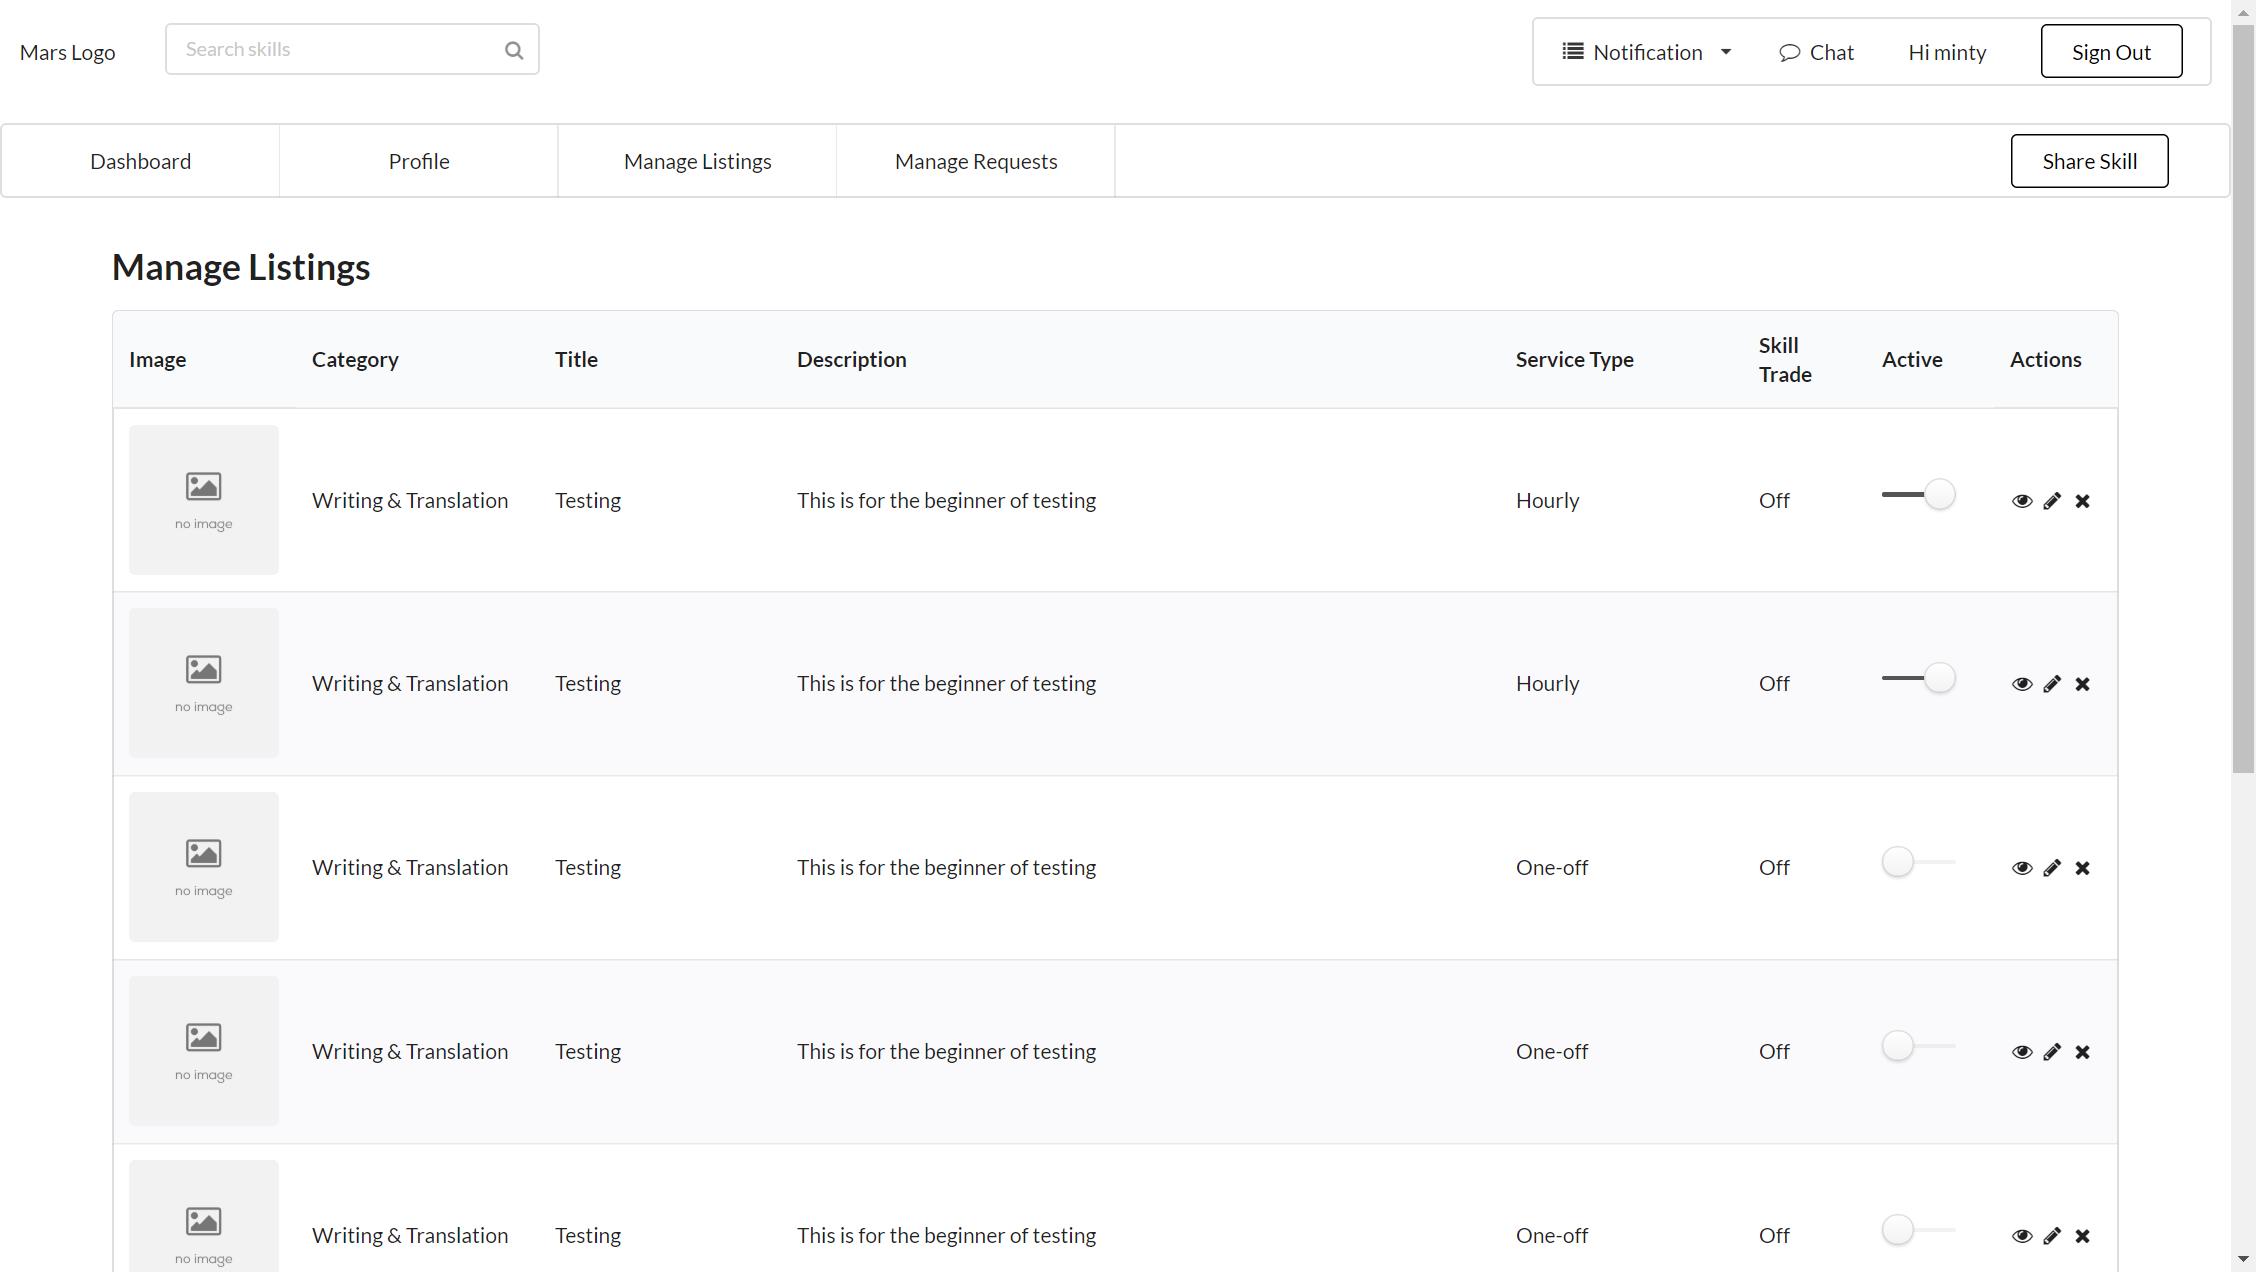 Mars Logo
Search skills
Notification
Chat
Hi minty
Sign Out
Dashboard
Profile
Manage Listings
Manage Requests
Share Skill
Manage Listings
Image
Category
Title
Description
Service Type
Skill
Trade
Active
Actions
no image
Writing & Translation
Testing
This is for the beginner of testing
Hourly
Off
no image
Writing & Translation
Testing
This is for the beginner of testing
Hourly
Off
no image
Writing & Translation
Testing
This is for the beginner of testing
One-off
Off
no image
Writing & Translation
Testing
This is for the beginner of testing
One-off
Off
no image
Writing & Translation
Testing
This is for the beginner of testing
One-off
Off